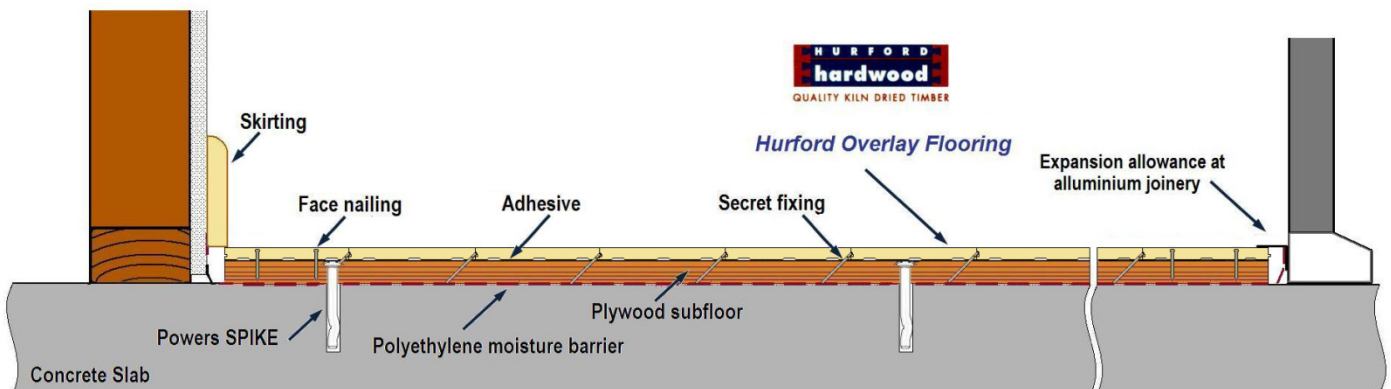 HURFORD
hardwood
QUALITY KILN DRIED TIMBER
Skirting
Hurford Overlay Flooring
Expansion allowance at
alluminium joinery
Face nailing
Adhesive
Secret fixing
Plywood subfloor
Powers SPIKE
Polyethylene moisture barrier
Concrete Slab